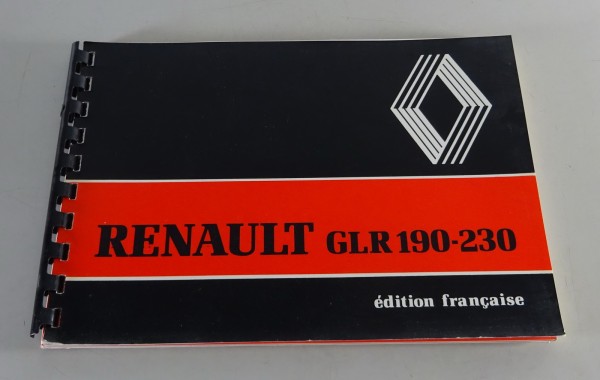 RENAULT GLR 190-230
édition française